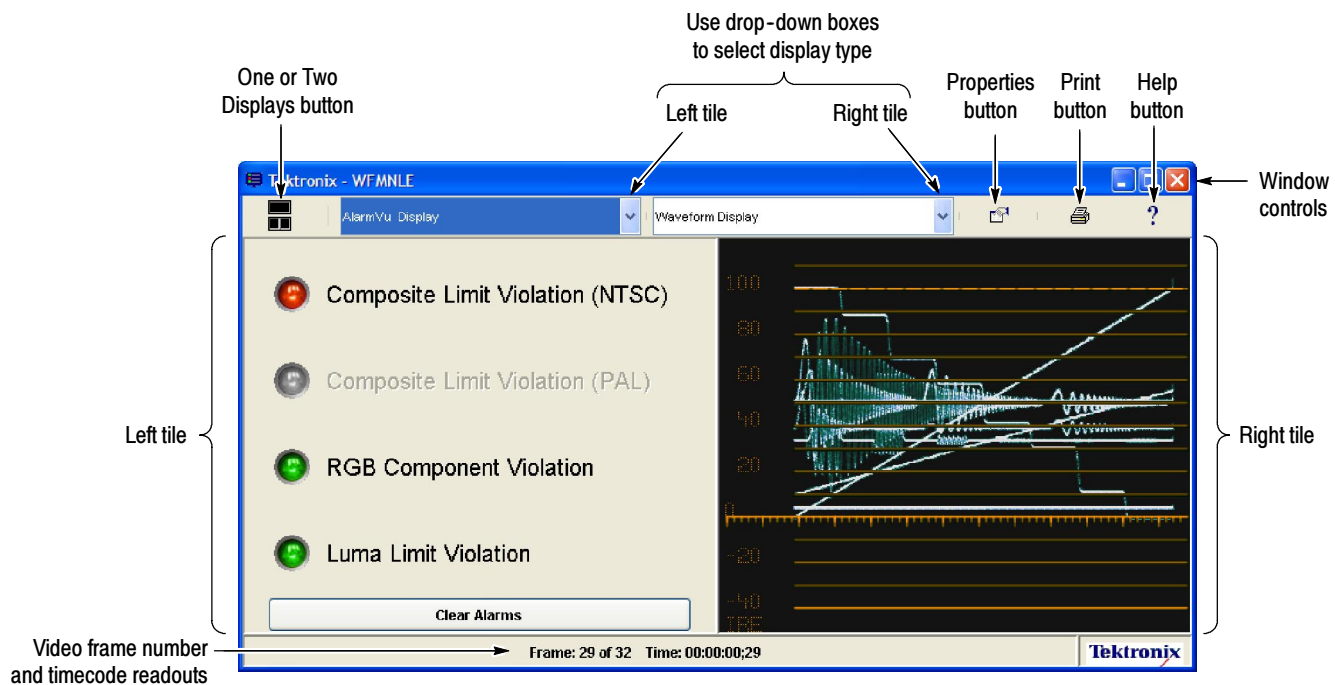 Use drop-down boxes
to select display type
One or Two
Displays button
Left tile
Right tile
Properties
button
Print
button
Help
button
Tektronix - WFMNLE
Window
controls
AlarmVu Display
Waveform Display
?
Composite Limit Violation (NTSC)
Composite Limit Violation (PAL)
RGB Component Violation
Luma Limit Violation
Clear Alarms
100
80
60
40
20
0
-20
-40
IRE
Left tile
Right tile
Video frame number
and timecode readouts
Frame: 29 of 32 Time: 00:00:00;29
Tektronix